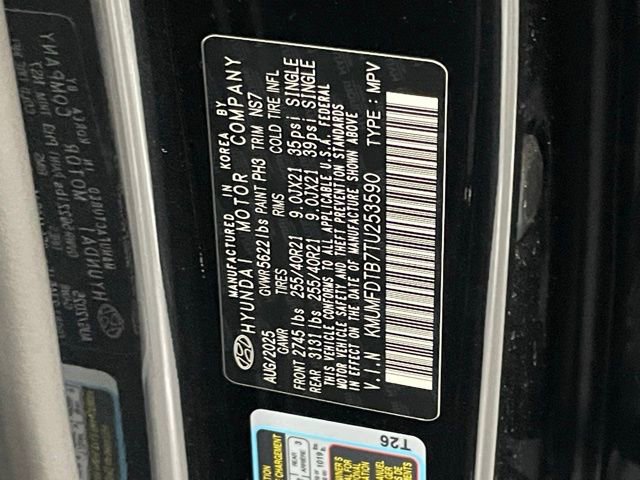 MANUFACTURED IN KOREA BY
HYUNDAI MOTOR COMPANY
AUG/2025 GVWR 5622 lbs PAINT PH3 TRIM NS7
GAWR TIRES RIMS COLD TIRE INFL
FRONT 2745 lbs 255/40R21 9.0JX21 35psi SINGLE
REAR 3131 lbs 255/40R21 9.0JX21 39psi SINGLE
THIS VEHICLE CONFORMS TO ALL APPLICABLE U.S.A. FEDERAL
MOTOR VEHICLE SAFETY AND THEFT PREVENTION STANDARDS
IN EFFECT ON THE DATE OF MANUFACTURE SHOWN ABOVE
V.I.N KMUMFDTB7TU253590 TYPE : MPV
T26
REAR 3